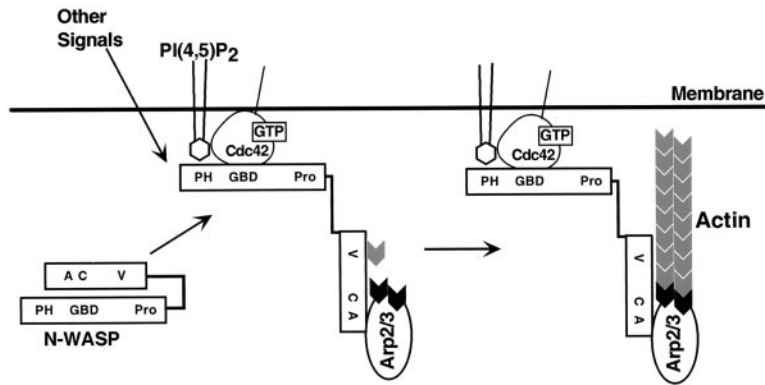 Other
Signals
PI(4,5)P2
Membrane
GTP
Cdc42
PH GBD Pro
GTP
Cdc42
PH GBD Pro
Actin
V
C A
V
C A
A C V
PH GBD Pro
N-WASP
Arp2/3
Arp2/3